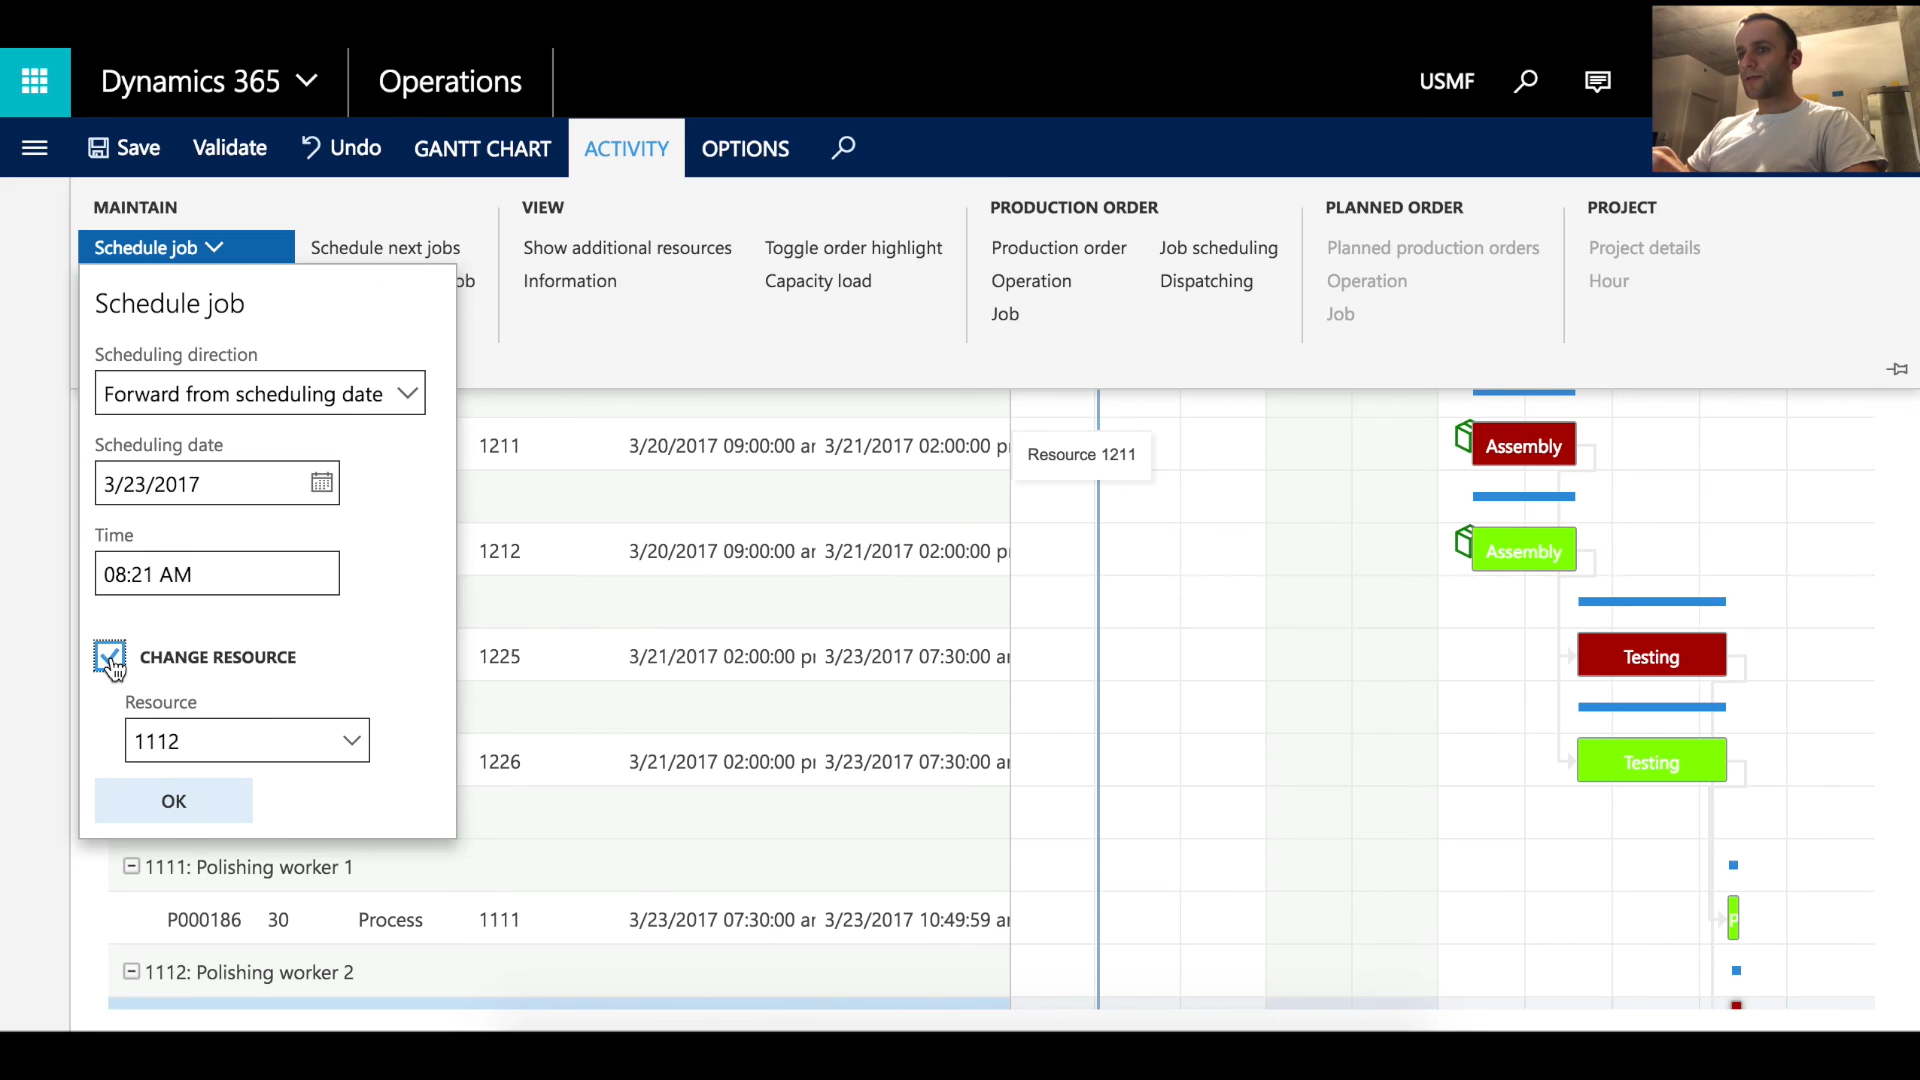 Dynamics 365
Operations
USMF
Save
Validate
Undo
GANTT CHART
ACTIVITY
OPTIONS
MAINTAIN
VIEW
PRODUCTION ORDER
PLANNED ORDER
PROJECT
Schedule job
Schedule next jobs
Show additional resources
Toggle order highlight
Production order
Job scheduling
Planned production orders
Project details
ob
Information
Capacity load
Operation
Dispatching
Operation
Hour
Job
Job
Schedule job
Scheduling direction
Forward from scheduling date
Scheduling date
3/23/2017
Time
08:21 AM
CHANGE RESOURCE
Resource
1112
OK
1211 3/20/2017 09:00:00 ar 3/21/2017 02:00:00 p
Resource 1211
Assembly
1212 3/20/2017 09:00:00 ar 3/21/2017 02:00:00 p
Assembly
1225 3/21/2017 02:00:00 p 3/23/2017 07:30:00 a
Testing
1226 3/21/2017 02:00:00 p 3/23/2017 07:30:00 a
Testing
1111: Polishing worker 1
P000186 30 Process 1111 3/23/2017 07:30:00 ar 3/23/2017 10:49:59 a
P
1112: Polishing worker 2